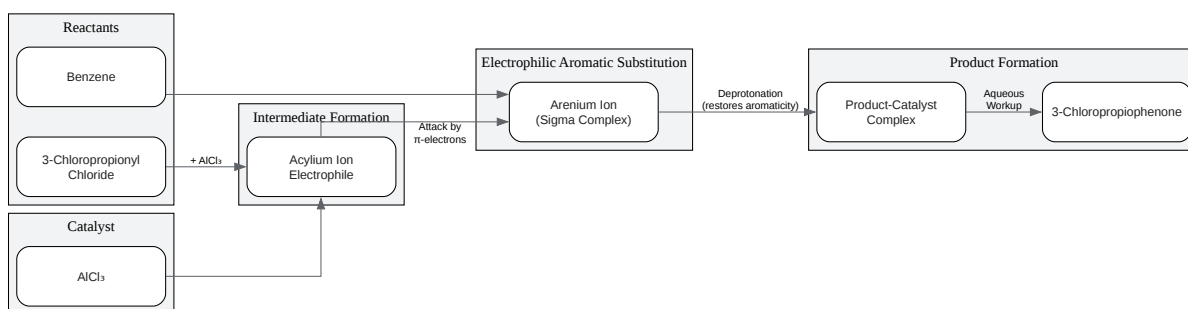 Reactants
Benzene
3-Chloropropionyl
Chloride
+ AlCl₃
Catalyst
AlCl₃
Intermediate Formation
Acylium Ion
Electrophile
Attack by
π-electrons
Electrophilic Aromatic Substitution
Arenium Ion
(Sigma Complex)
Deprotonation
(restores aromaticity)
Product Formation
Product-Catalyst
Complex
Aqueous
Workup
3-Chloropropiophenone